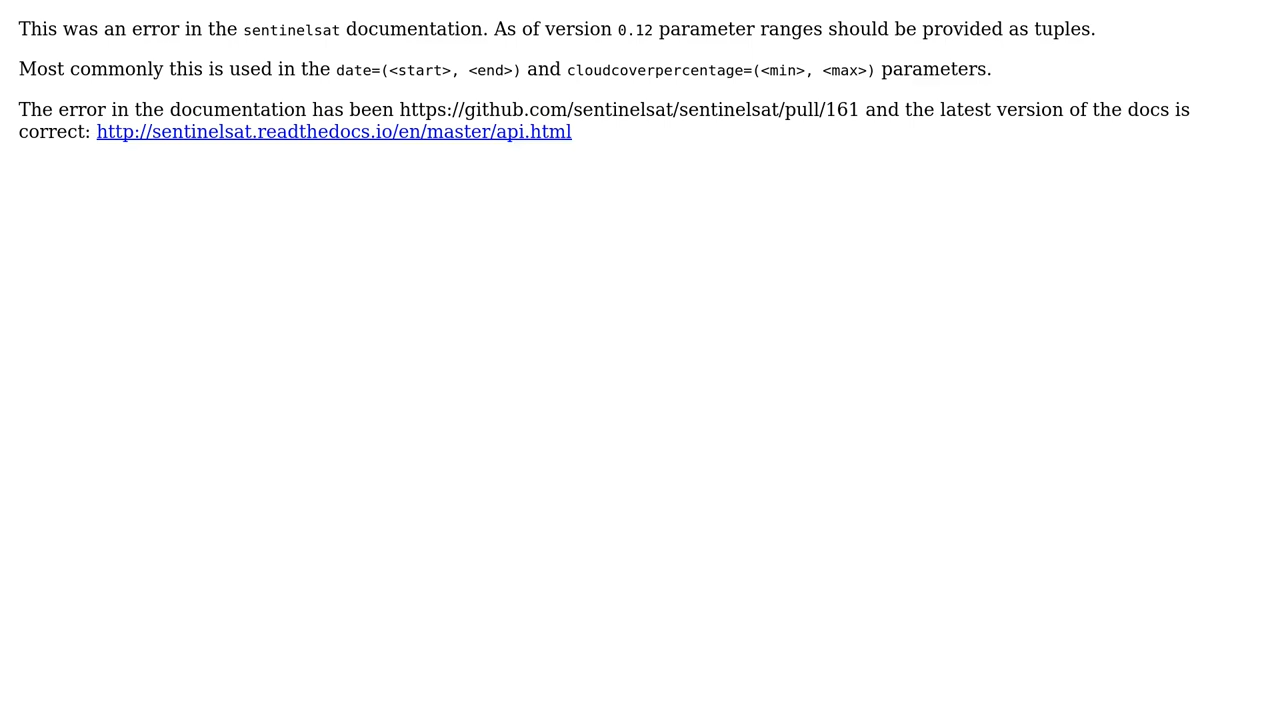 This was an error in the sentinelsat documentation. As of version 0.12 parameter ranges should be provided as tuples.
Most commonly this is used in the date=(<start>, <end>) and cloudcoverpercentage=(<min>, <max>) parameters.
The error in the documentation has been https://github.com/sentinelsat/sentinelsat/pull/161 and the latest version of the docs is
correct: http://sentinelsat.readthedocs.io/en/master/api.html